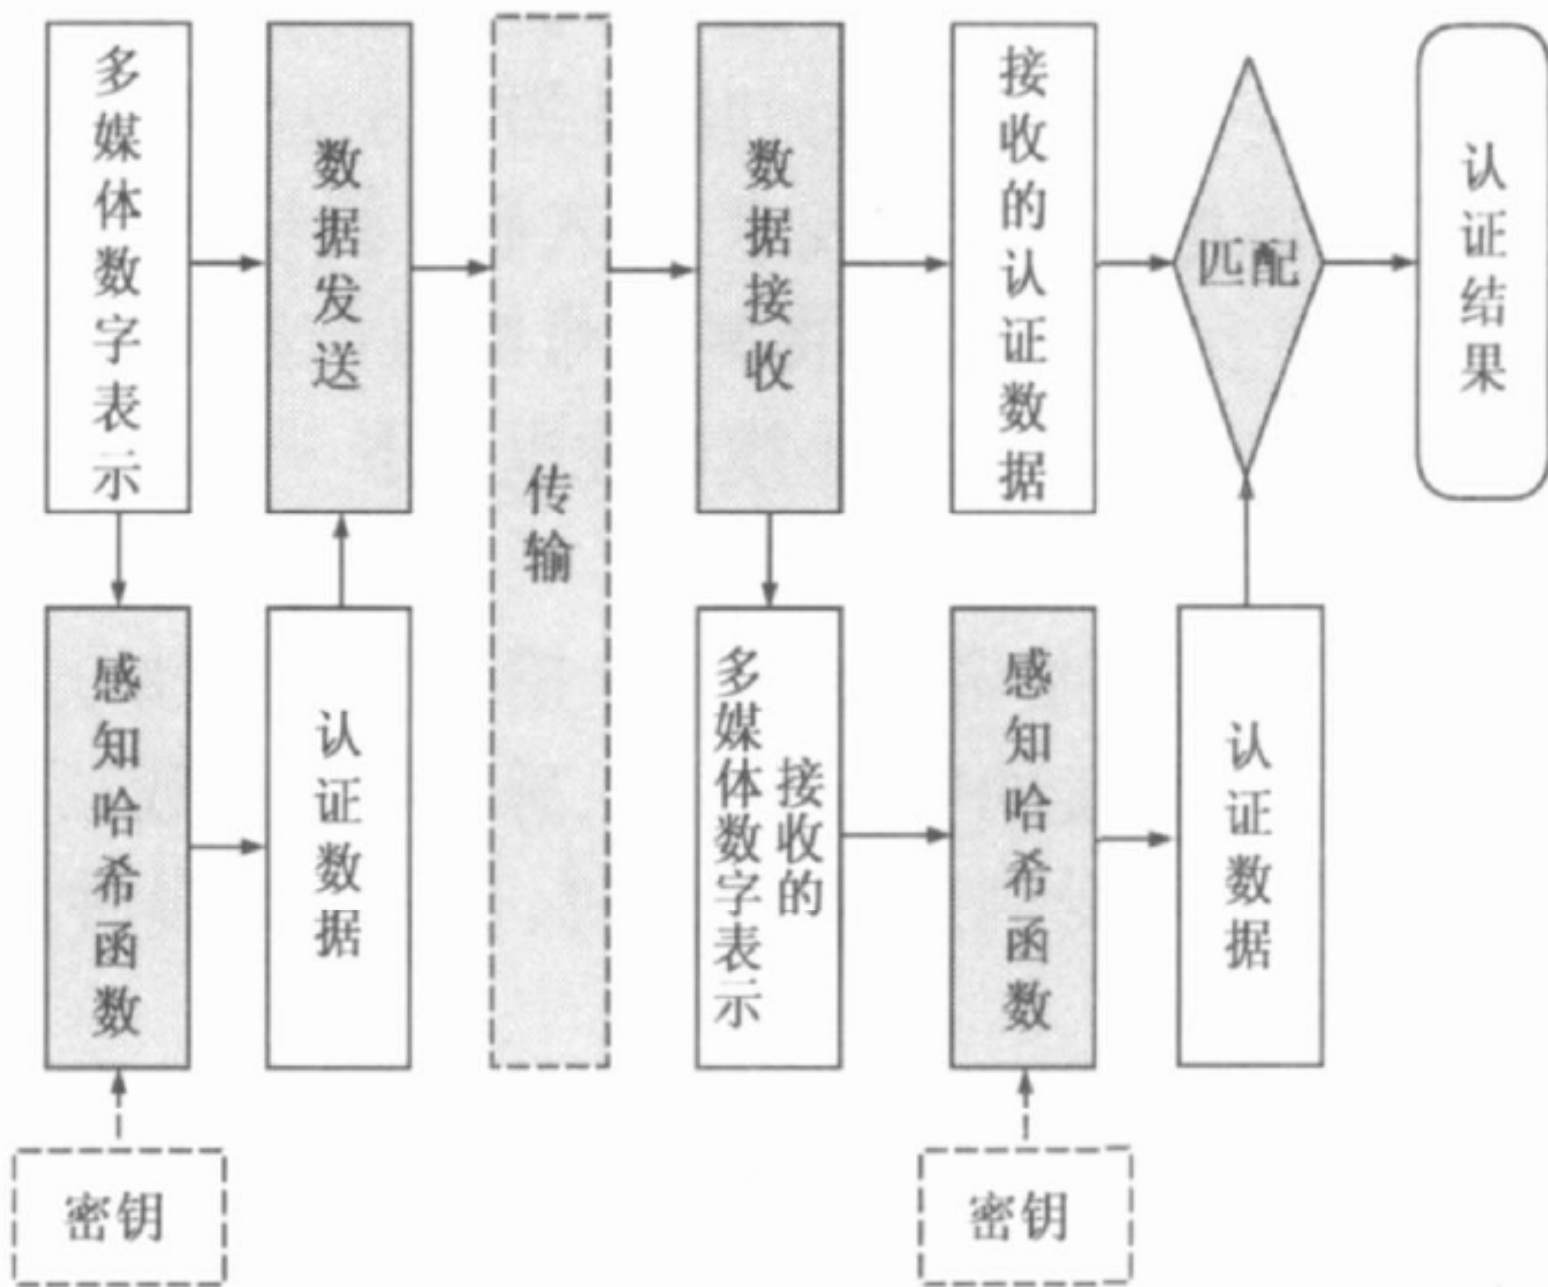 多媒体数字表示
数据发送
传输
数据接收
接收的认证数据
匹配
认证结果
感知哈希函数
认证数据
接收的
多媒体数字表示
感知哈希函数
认证数据
密钥
密钥